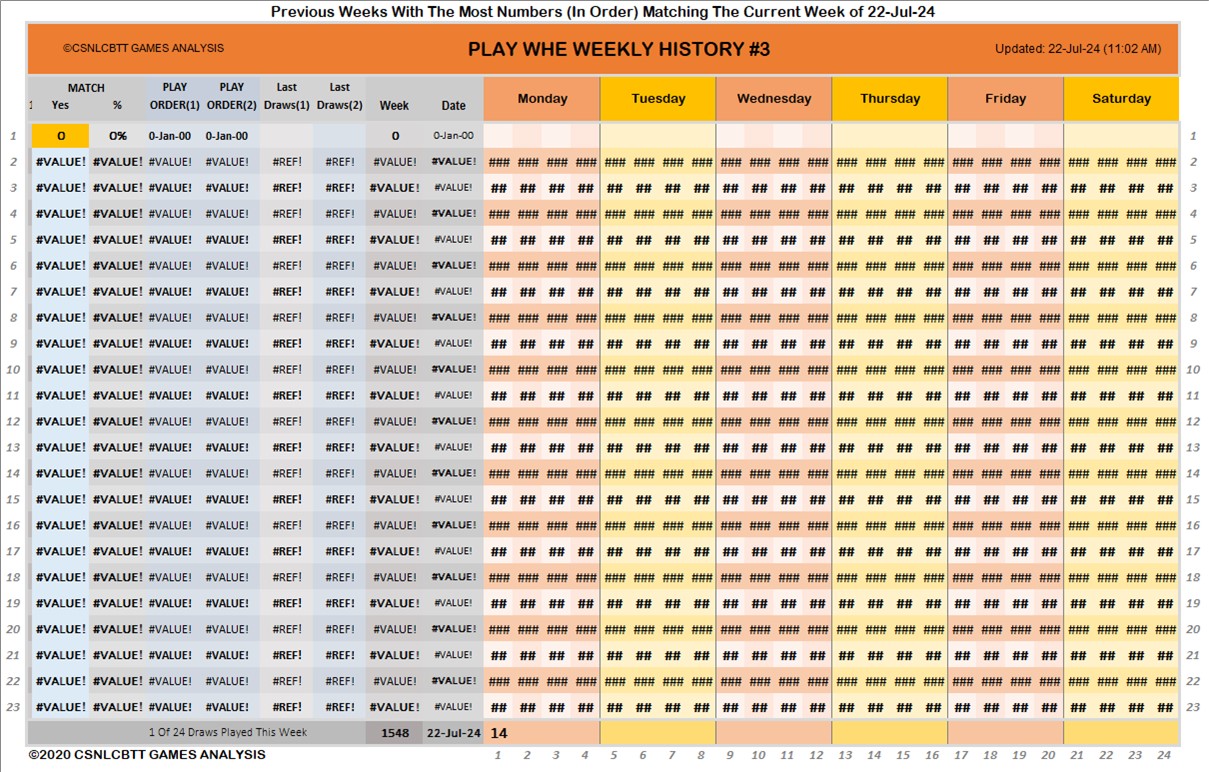 Previous Weeks With The Most Numbers (In Order) Matching The Current Week of 22-Jul-24
©CSNLCBTT GAMES ANALYSIS PLAY WHE WEEKLY HISTORY #3 Updated: 22-Jul-24 (11:02 AM)
MATCH PLAY PLAY Last Last
1 Yes % ORDER(1) ORDER(2) Draws(1) Draws(2) Week Date Monday Tuesday Wednesday Thursday Friday Saturday
1 0 0% 0-Jan-00 0-Jan-00 0 0-Jan-00 1
2 #VALUE! #VALUE! #VALUE! #VALUE! #REF! #REF! #VALUE! #VALUE! ### ### ### ### ### ### ### ### ### ### ### ### ### ### ### ### ### ### ### ### ### ### ### ### 2
3 #VALUE! #VALUE! #VALUE! #VALUE! #REF! #REF! #VALUE! #VALUE! ## ## ## ## ## ## ## ## ## ## ## ## ## ## ## ## ## ## ## ## ## ## ## ## 3
4 #VALUE! #VALUE! #VALUE! #VALUE! #REF! #REF! #VALUE! #VALUE! ### ### ### ### ### ### ### ### ### ### ### ### ### ### ### ### ### ### ### ### ### ### ### ### 4
5 #VALUE! #VALUE! #VALUE! #VALUE! #REF! #REF! #VALUE! #VALUE! ## ## ## ## ## ## ## ## ## ## ## ## ## ## ## ## ## ## ## ## ## ## ## ## 5
6 #VALUE! #VALUE! #VALUE! #VALUE! #REF! #REF! #VALUE! #VALUE! ### ### ### ### ### ### ### ### ### ### ### ### ### ### ### ### ### ### ### ### ### ### ### ### 6
7 #VALUE! #VALUE! #VALUE! #VALUE! #REF! #REF! #VALUE! #VALUE! ## ## ## ## ## ## ## ## ## ## ## ## ## ## ## ## ## ## ## ## ## ## ## ## 7
8 #VALUE! #VALUE! #VALUE! #VALUE! #REF! #REF! #VALUE! #VALUE! ### ### ### ### ### ### ### ### ### ### ### ### ### ### ### ### ### ### ### ### ### ### ### ### 8
9 #VALUE! #VALUE! #VALUE! #VALUE! #REF! #REF! #VALUE! #VALUE! ## ## ## ## ## ## ## ## ## ## ## ## ## ## ## ## ## ## ## ## ## ## ## ## 9
10 #VALUE! #VALUE! #VALUE! #VALUE! #REF! #REF! #VALUE! #VALUE! ### ### ### ### ### ### ### ### ### ### ### ### ### ### ### ### ### ### ### ### ### ### ### ### 10
11 #VALUE! #VALUE! #VALUE! #VALUE! #REF! #REF! #VALUE! #VALUE! ## ## ## ## ## ## ## ## ## ## ## ## ## ## ## ## ## ## ## ## ## ## ## ## 11
12 #VALUE! #VALUE! #VALUE! #VALUE! #REF! #REF! #VALUE! #VALUE! ### ### ### ### ### ### ### ### ### ### ### ### ### ### ### ### ### ### ### ### ### ### ### ### 12
13 #VALUE! #VALUE! #VALUE! #VALUE! #REF! #REF! #VALUE! #VALUE! ## ## ## ## ## ## ## ## ## ## ## ## ## ## ## ## ## ## ## ## ## ## ## ## 13
14 #VALUE! #VALUE! #VALUE! #VALUE! #REF! #REF! #VALUE! #VALUE! ### ### ### ### ### ### ### ### ### ### ### ### ### ### ### ### ### ### ### ### ### ### ### ### 14
15 #VALUE! #VALUE! #VALUE! #VALUE! #REF! #REF! #VALUE! #VALUE! ## ## ## ## ## ## ## ## ## ## ## ## ## ## ## ## ## ## ## ## ## ## ## ## 15
16 #VALUE! #VALUE! #VALUE! #VALUE! #REF! #REF! #VALUE! #VALUE! ### ### ### ### ### ### ### ### ### ### ### ### ### ### ### ### ### ### ### ### ### ### ### ### 16
17 #VALUE! #VALUE! #VALUE! #VALUE! #REF! #REF! #VALUE! #VALUE! ## ## ## ## ## ## ## ## ## ## ## ## ## ## ## ## ## ## ## ## ## ## ## ## 17
18 #VALUE! #VALUE! #VALUE! #VALUE! #REF! #REF! #VALUE! #VALUE! ### ### ### ### ### ### ### ### ### ### ### ### ### ### ### ### ### ### ### ### ### ### ### ### 18
19 #VALUE! #VALUE! #VALUE! #VALUE! #REF! #REF! #VALUE! #VALUE! ## ## ## ## ## ## ## ## ## ## ## ## ## ## ## ## ## ## ## ## ## ## ## ## 19
20 #VALUE! #VALUE! #VALUE! #VALUE! #REF! #REF! #VALUE! #VALUE! ### ### ### ### ### ### ### ### ### ### ### ### ### ### ### ### ### ### ### ### ### ### ### ### 20
21 #VALUE! #VALUE! #VALUE! #VALUE! #REF! #REF! #VALUE! #VALUE! ## ## ## ## ## ## ## ## ## ## ## ## ## ## ## ## ## ## ## ## ## ## ## ## 21
22 #VALUE! #VALUE! #VALUE! #VALUE! #REF! #REF! #VALUE! #VALUE! ### ### ### ### ### ### ### ### ### ### ### ### ### ### ### ### ### ### ### ### ### ### ### ### 22
23 #VALUE! #VALUE! #VALUE! #VALUE! #REF! #REF! #VALUE! #VALUE! ## ## ## ## ## ## ## ## ## ## ## ## ## ## ## ## ## ## ## ## ## ## ## ## 23
1 Of 24 Draws Played This Week 1548 22-Jul-24 14
©2020 CSNLCBTT GAMES ANALYSIS 1 2 3 4 5 6 7 8 9 10 11 12 13 14 15 16 17 18 19 20 21 22 23 24